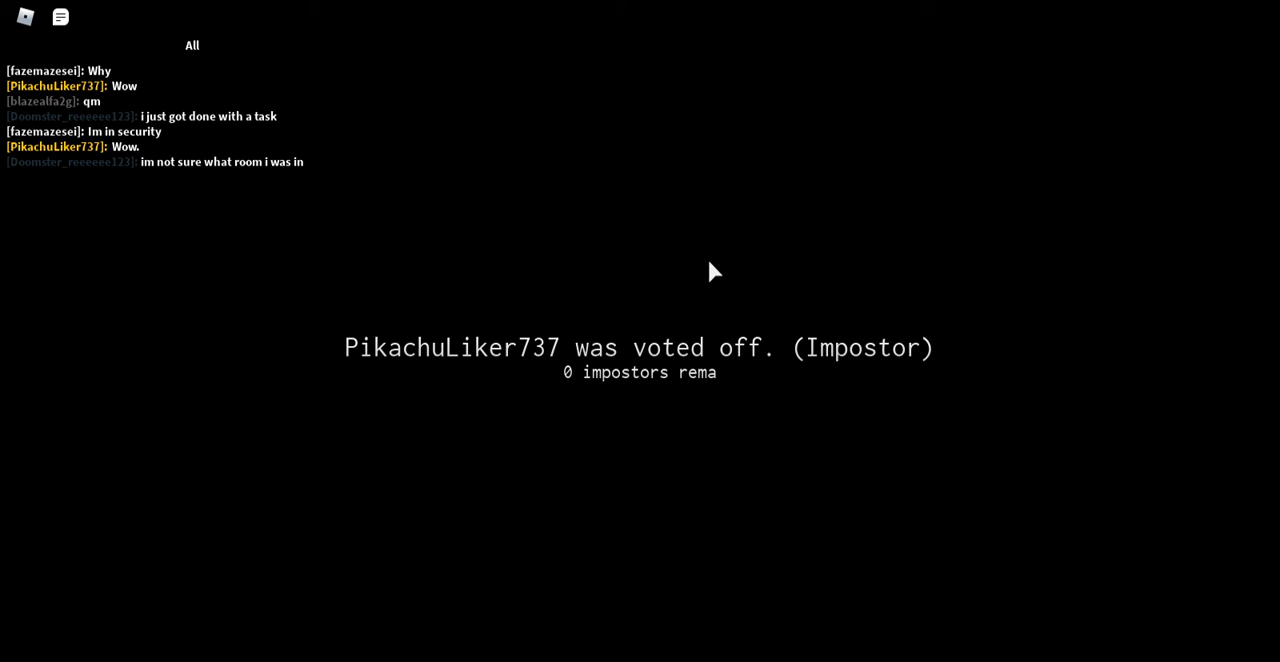 All
[fazemazesei]: Why
[PikachuLiker737]: Wow
[blazealfa2g]: qm
[Doomster_reeeeee123]: i just got done with a task
[fazemazesei]: Im in security
[PikachuLiker737]: Wow.
[Doomster_reeeeee123]: im not sure what room i was in
PikachuLiker737 was voted off. (Impostor)
0 impostors rema